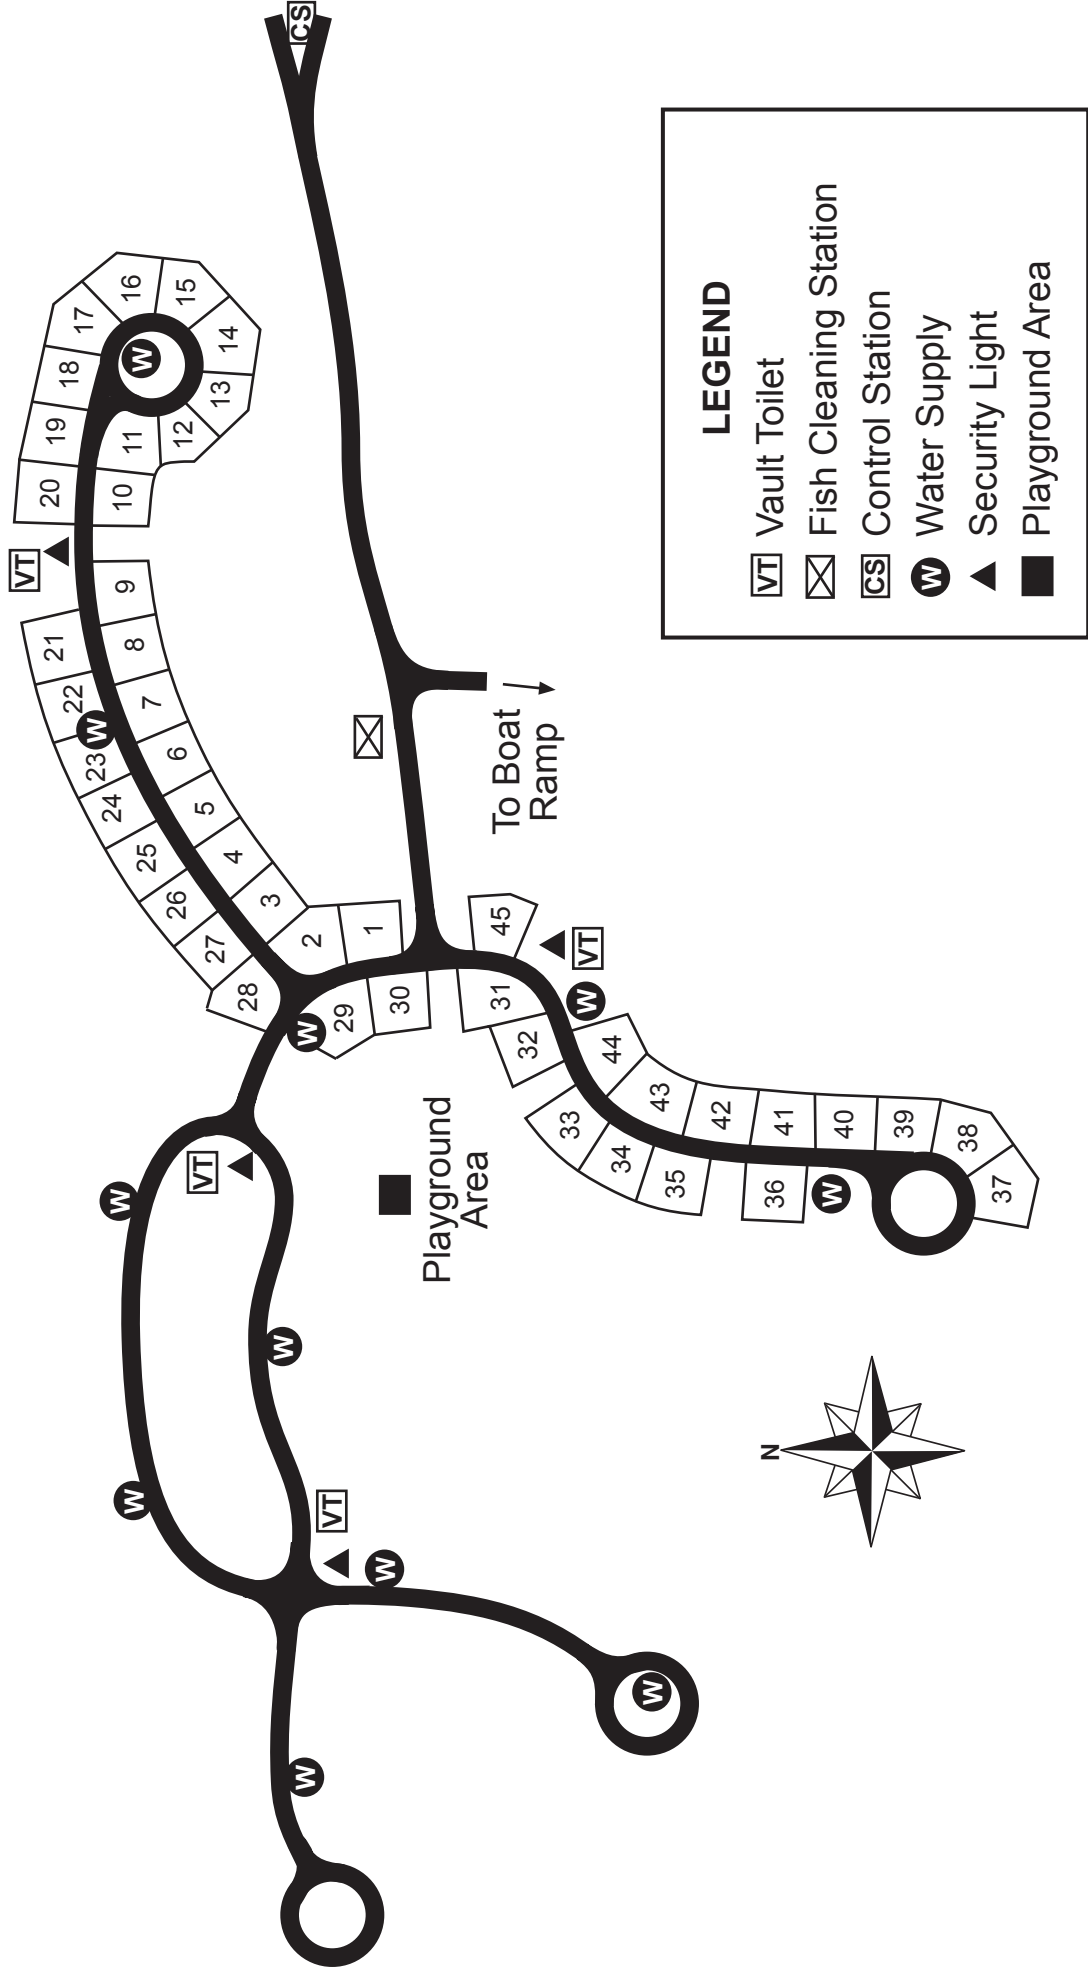 CS
16
17
15
W
18
14
13
19
11
12
20
10
VT
9
21
8
22
7
W
23
6
24
5
25
4
26
3
27
2
1
28
45
29
30
31
W
VT
W
32
44
33
43
34
42
35
41
40
39
36
38
37
W
VT
W
W
W
VT
W
W
W
To Boat
Ramp
Playground
Area
N
LEGEND
VT Vault Toilet
Fish Cleaning Station
CS Control Station
W Water Supply
Security Light
Playground Area